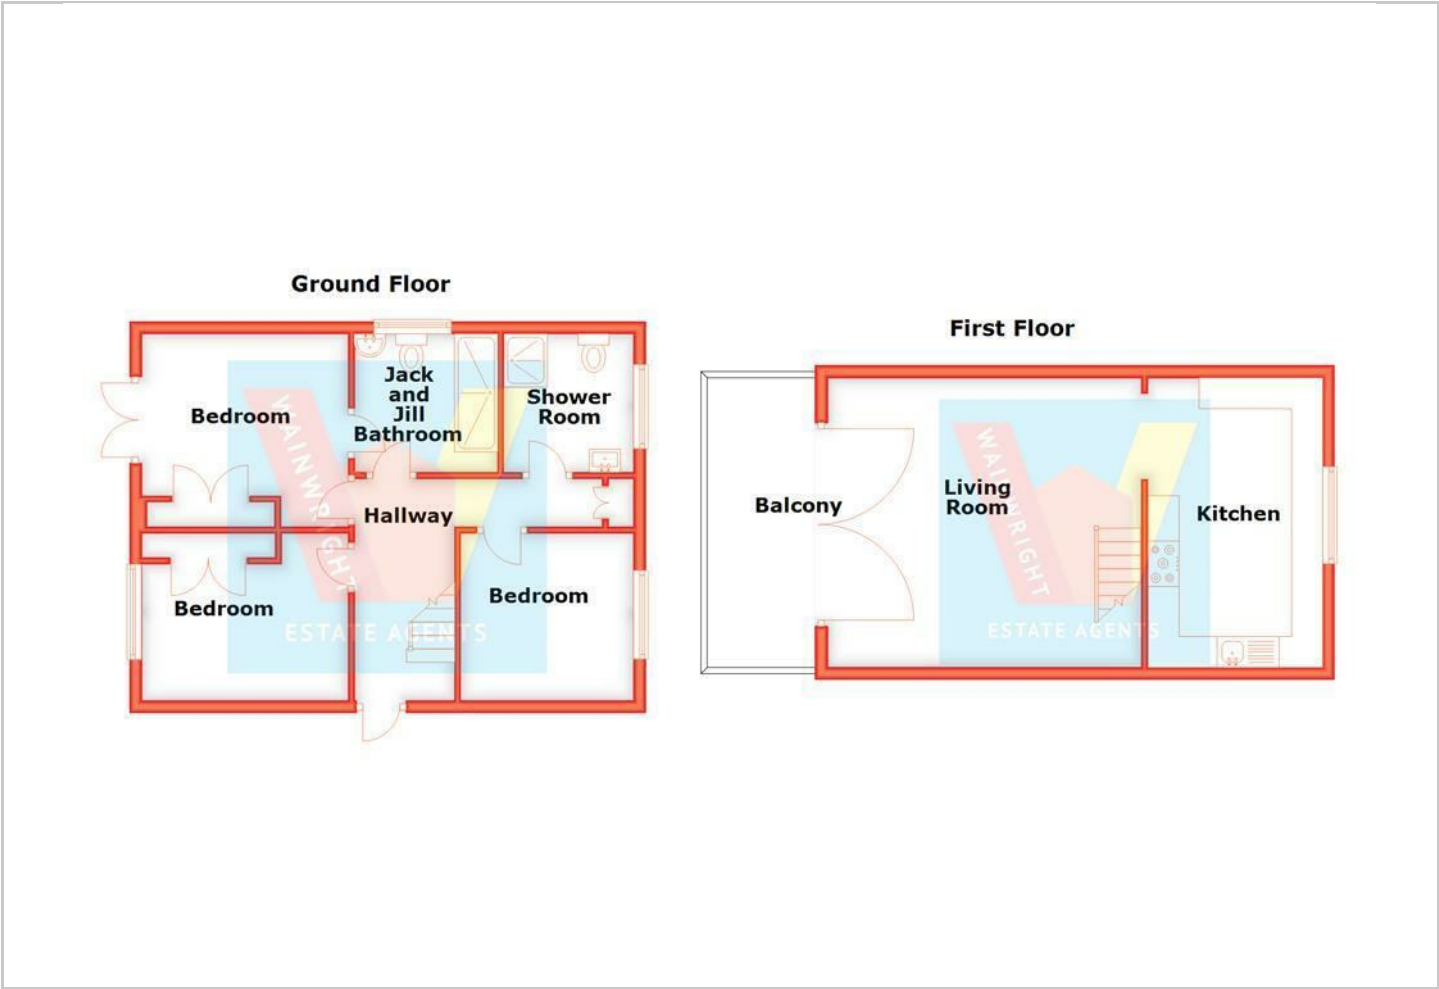 Ground Floor
Bedroom
Jack
and
Jill
Bathroom
Shower
Room
Hallway
Bedroom
Bedroom
WAINWRIGHT
ESTATE AGENTS
First Floor
Balcony
Living
Room
Kitchen
WAINWRIGHT
ESTATE AGENTS